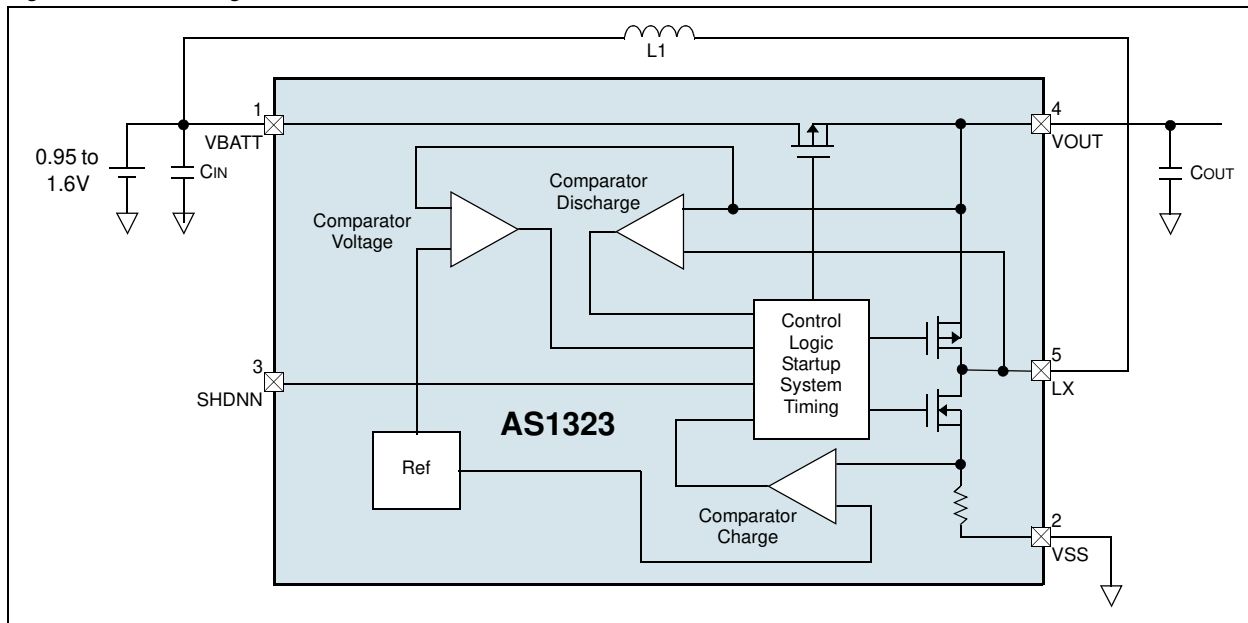 L1
1
VBATT
4
VOUT
0.95 to
1.6V
CIN
COUT
Comparator
Discharge
Comparator
Voltage
Control
Logic
Startup
System
Timing
3
SHDNN
5
LX
AS1323
Ref
Comparator
Charge
2
VSS